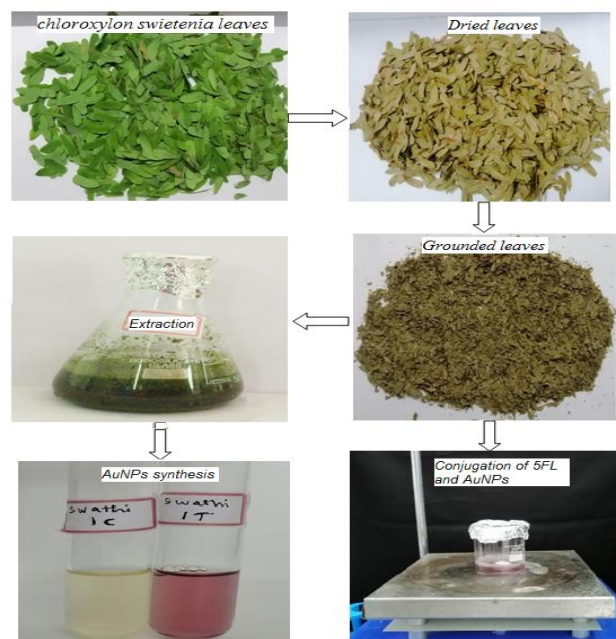 chloroxylon swietenia leaves
Dried leaves
Grounded leaves
Extraction
AuNPs synthesis
Swathi
1C
Swathi
1T
Conjugation of 5FL
and AuNPs